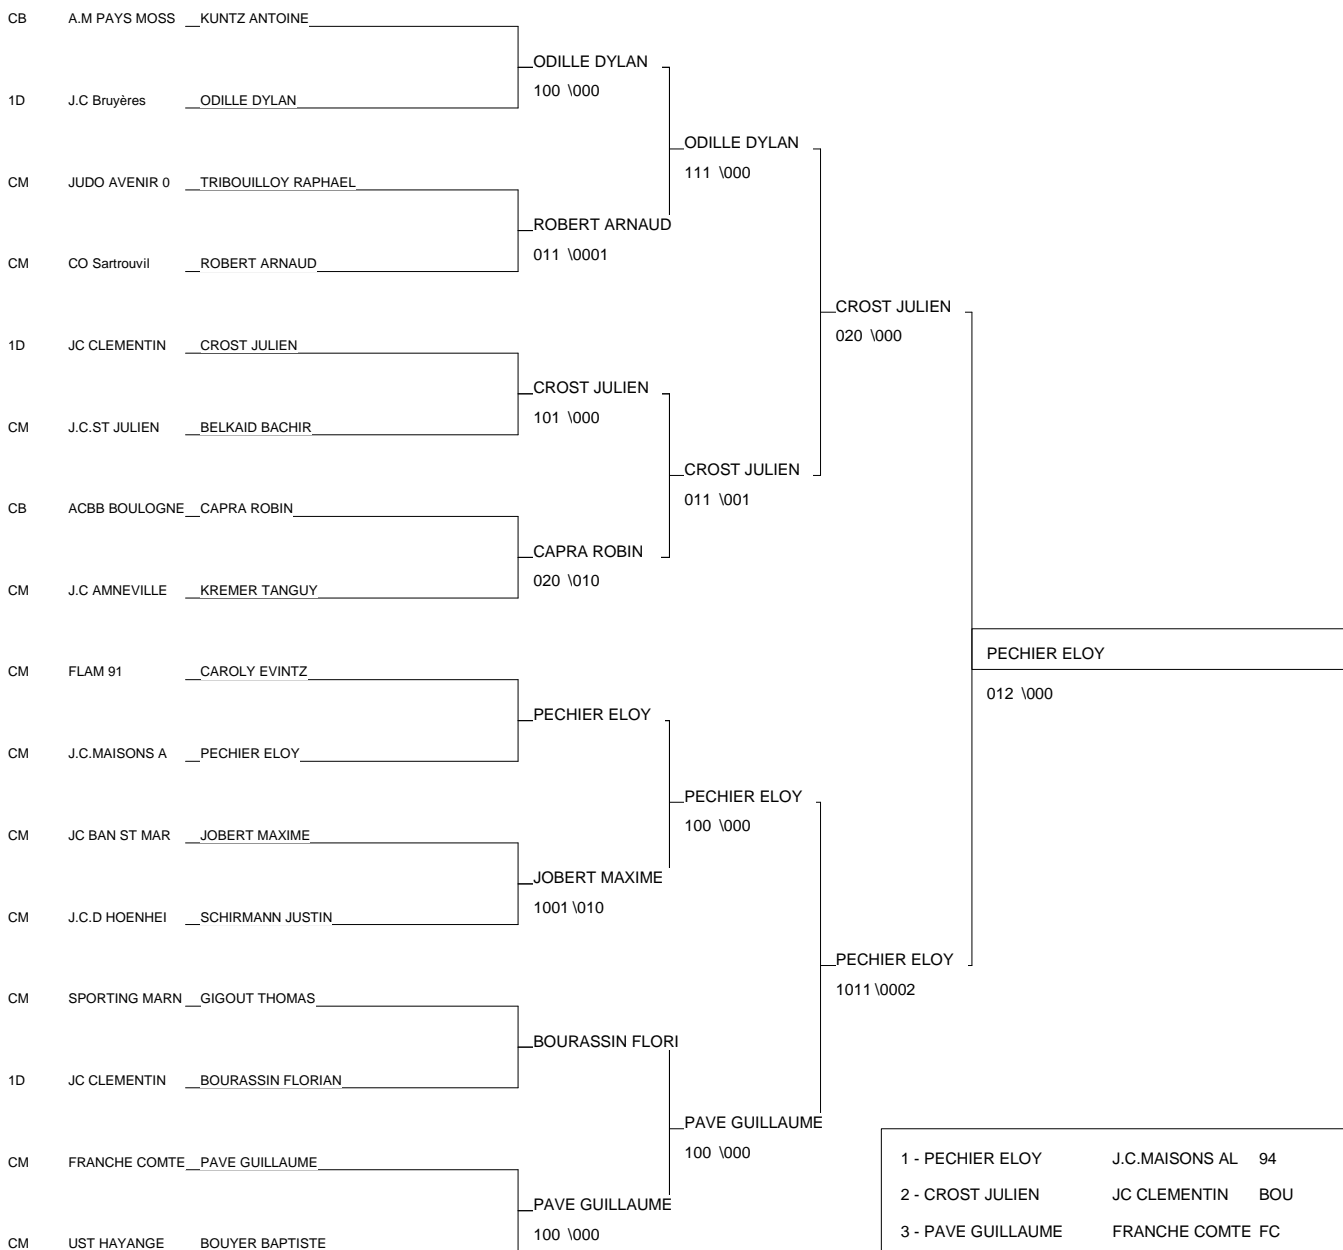 CB A.M PAYS MOSS KUNTZ ANTOINE
ODILLE DYLAN
100 \000
1D J.C Bruyères ODILLE DYLAN
ODILLE DYLAN
111 \000
CM JUDO AVENIR 0 TRIBOUILLOY RAPHAEL
ROBERT ARNAUD
011 \0001
CM CO Sartrouvil ROBERT ARNAUD
CROST JULIEN
020 \000
1D JC CLEMENTIN CROST JULIEN
CROST JULIEN
101 \000
CM J.C.ST JULIEN BELKAID BACHIR
CROST JULIEN
011 \001
CB ACBB BOULOGNE CAPRA ROBIN
CAPRA ROBIN
020 \010
CM J.C AMNEVILLE KREMER TANGUY
PECHIER ELOY
012 \000
CM FLAM 91 CAROLY EVINTZ
PECHIER ELOY
CM J.C.MAISONS A PECHIER ELOY
PECHIER ELOY
100 \000
CM JC BAN ST MAR JOBERT MAXIME
JOBERT MAXIME
1001 \010
CM J.C.D HOENHEI SCHIRMANN JUSTIN
PECHIER ELOY
1011 \0002
CM SPORTING MARN GIGOUT THOMAS
BOURASSIN FLORI
1D JC CLEMENTIN BOURASSIN FLORIAN
PAVE GUILLAUME
100 \000
CM FRANCHE COMTE PAVE GUILLAUME
PAVE GUILLAUME
100 \000
CM UST HAYANGE BOUYER BAPTISTE
1 - PECHIER ELOY J.C.MAISONS AL 94
2 - CROST JULIEN JC CLEMENTIN BOU
3 - PAVE GUILLAUME FRANCHE COMTE FC